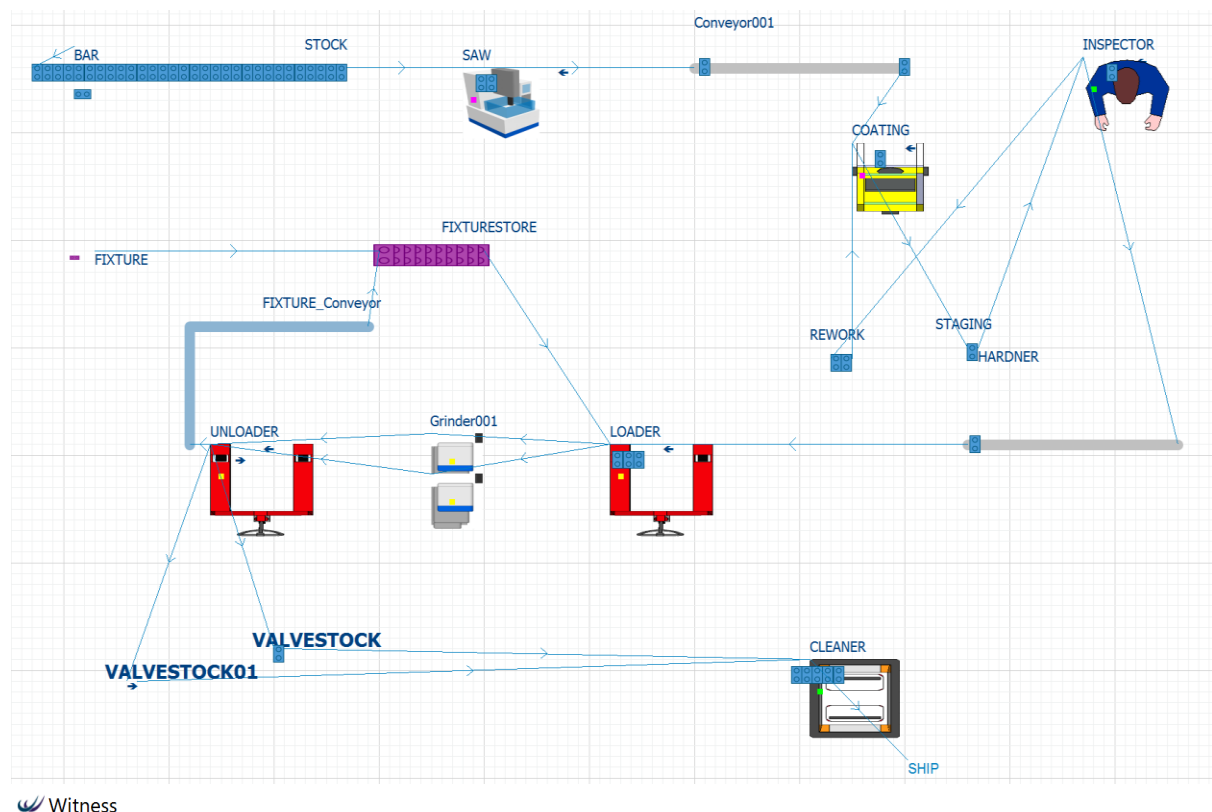 Conveyor001
STOCK
INSPECTOR
BAR
SAW
COATING
FIXTURESTORE
FIXTURE
FIXTURE_Conveyor
STAGING
REWORK
HARDNER
Grinder001
UNLOADER
LOADER
VALVESTOCK
CLEANER
VALVESTOCK01
SHIP
Witness